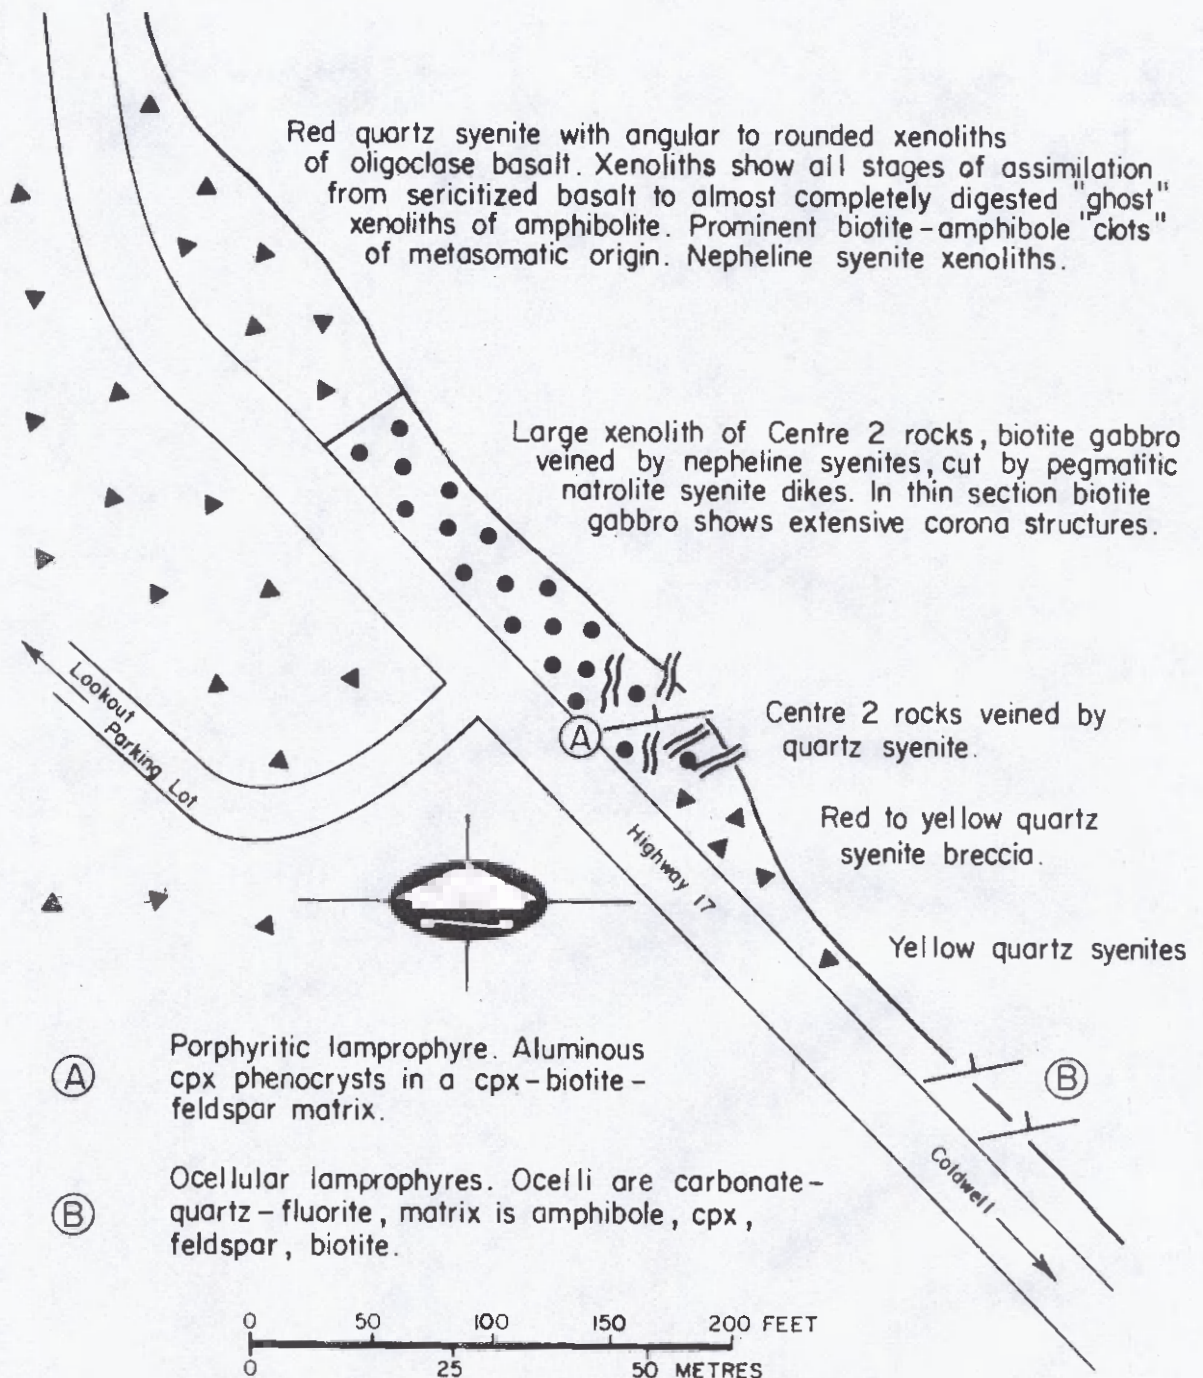 Red quartz syenite with angular to rounded xenoliths
of oligoclase basalt. Xenoliths show all stages of assimilation
from sericitized basalt to almost completely digested "ghost"
xenoliths of amphibolite. Prominent biotite-amphibole "clots"
of metasomatic origin. Nepheline syenite xenoliths.
Large xenolith of Centre 2 rocks, biotite gabbro
veined by nepheline syenites, cut by pegmatitic
natrolite syenite dikes. In thin section biotite
gabbro shows extensive corona structures.
Lookout
Parking Lot
A
Centre 2 rocks veined by
quartz syenite.
Highway 17
Red to yellow quartz
syenite breccia.
Yellow quartz syenites
B
Coldwell
A
Porphyritic lamprophyre. Aluminous
cpx phenocrysts in a cpx-biotite-
feldspar matrix.
B
Ocellular lamprophyres. Ocelli are carbonate-
quartz-fluorite, matrix is amphibole, cpx,
feldspar, biotite.
0 50 100 150 200 FEET
0 25 50 METRES